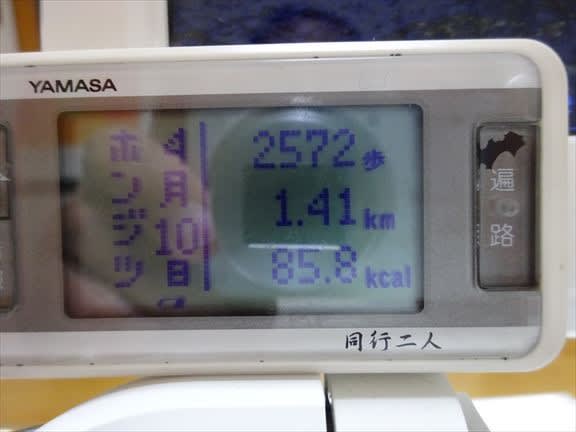 YAMASA
ホンジツ
4月10日
2572歩
1.41km
85.8kcal
遍路
同行二人